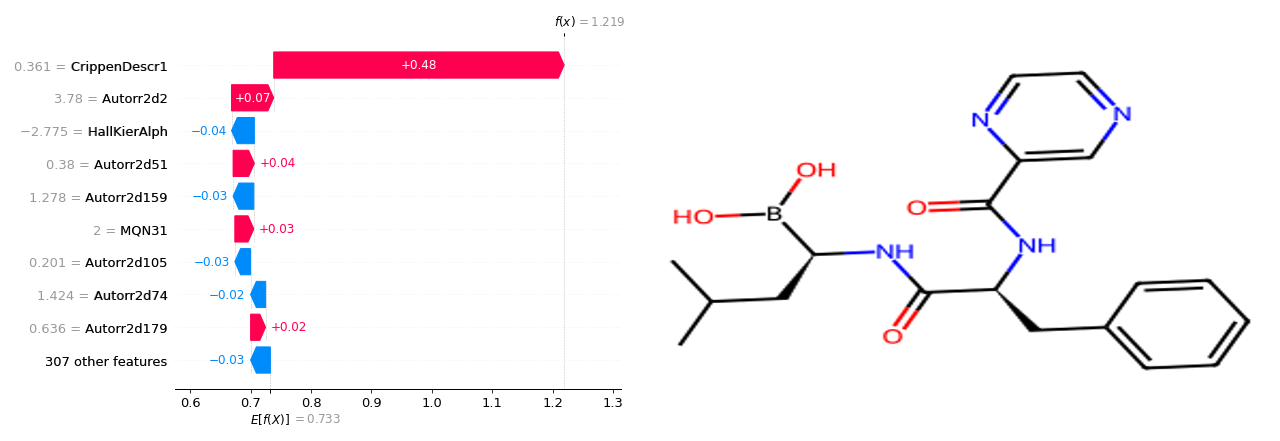 f(x) = 1.219
0.361 = CrippenDescr1
+0.48
3.78 = Autorr2d2
+0.07
−2.775 = HallKierAlph
−0.04
0.38 = Autorr2d51
+0.04
1.278 = Autorr2d159
−0.03
2 = MQN31
+0.03
0.201 = Autorr2d105
−0.03
1.424 = Autorr2d74
−0.02
0.636 = Autorr2d179
+0.02
307 other features
−0.03
0.6 0.7 0.8 0.9 1.0 1.1 1.2 1.3
E[f(X)] = 0.733
N
N
OH
HO
B
O
NH
NH
O